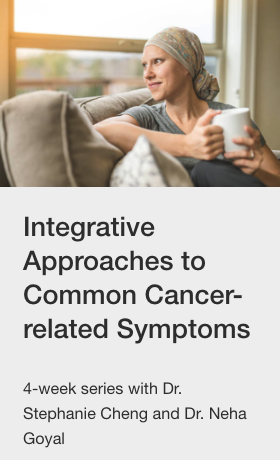 Integrative
Approaches to
Common Cancer-
related Symptoms
4-week series with Dr.
Stephanie Cheng and Dr. Neha
Goyal